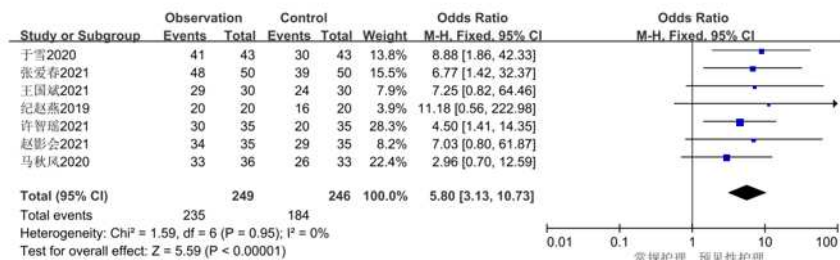 Observation Control Odds Ratio Odds Ratio
Study or Subgroup Events Total Events Total Weight M-H. Fixed. 95% CI M-H. Fixed. 95% CI
于雪2020 41 43 30 43 13.8% 8.88 [1.86, 42.33]
张爱春2021 48 50 39 50 15.5% 6.77 [1.42, 32.37]
王国斌2021 29 30 24 30 7.9% 7.25 [0.82, 64.46]
纪赵燕2019 20 20 16 20 3.9% 11.18 [0.56, 222.98]
许智瑶2021 30 35 20 35 28.3% 4.50 [1.41, 14.35]
赵影会2021 34 35 29 35 8.2% 7.03 [0.80, 61.87]
马秋凤2020 33 36 26 33 22.4% 2.96 [0.70, 12.59]
Total (95% CI) 249 246 100.0% 5.80 [3.13, 10.73]
Total events 235 184
Heterogeneity: Chi² = 1.59, df = 6 (P = 0.95); I² = 0%
Test for overall effect: Z = 5.59 (P < 0.00001)
0.01 0.1 1 10 100
常规护理 预见性护理